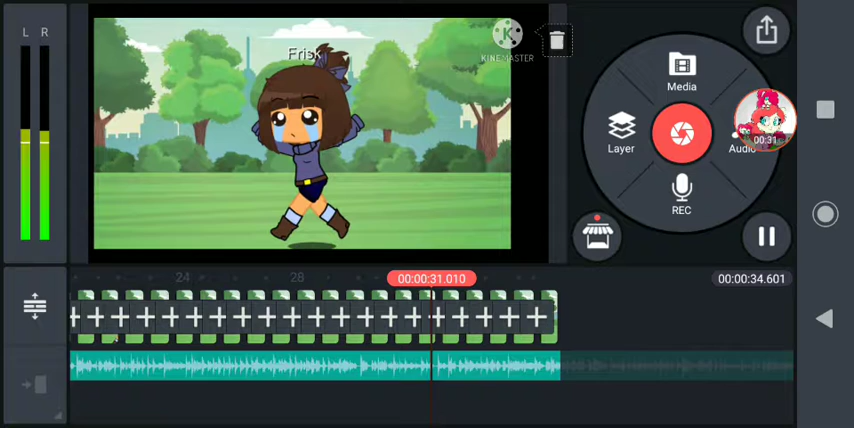 L R
Frisk
K
KINEMASTER
Media
Layer
Audio
00:31
REC
24
28
00:00:31.010
00:00:34.601